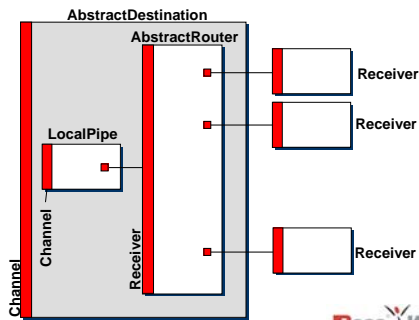 AbstractDestination
AbstractRouter
Receiver
Receiver
LocalPipe
Channel
Receiver
Receiver
Channel